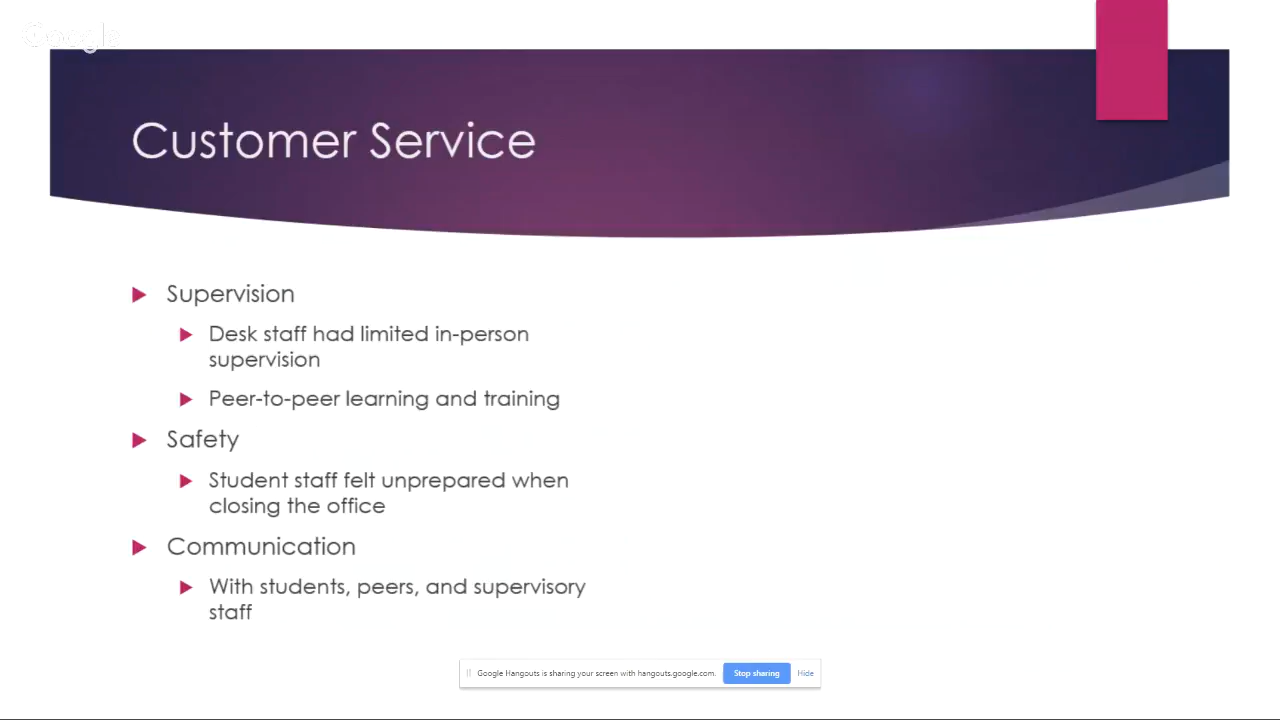 Google
Customer Service
Supervision
Desk staff had limited in-person
supervision
Peer-to-peer learning and training
Safety
Student staff felt unprepared when
closing the office
Communication
With students, peers, and supervisory
staff
Google Hangouts is sharing your screen with hangouts.google.com.
Stop sharing
Hide